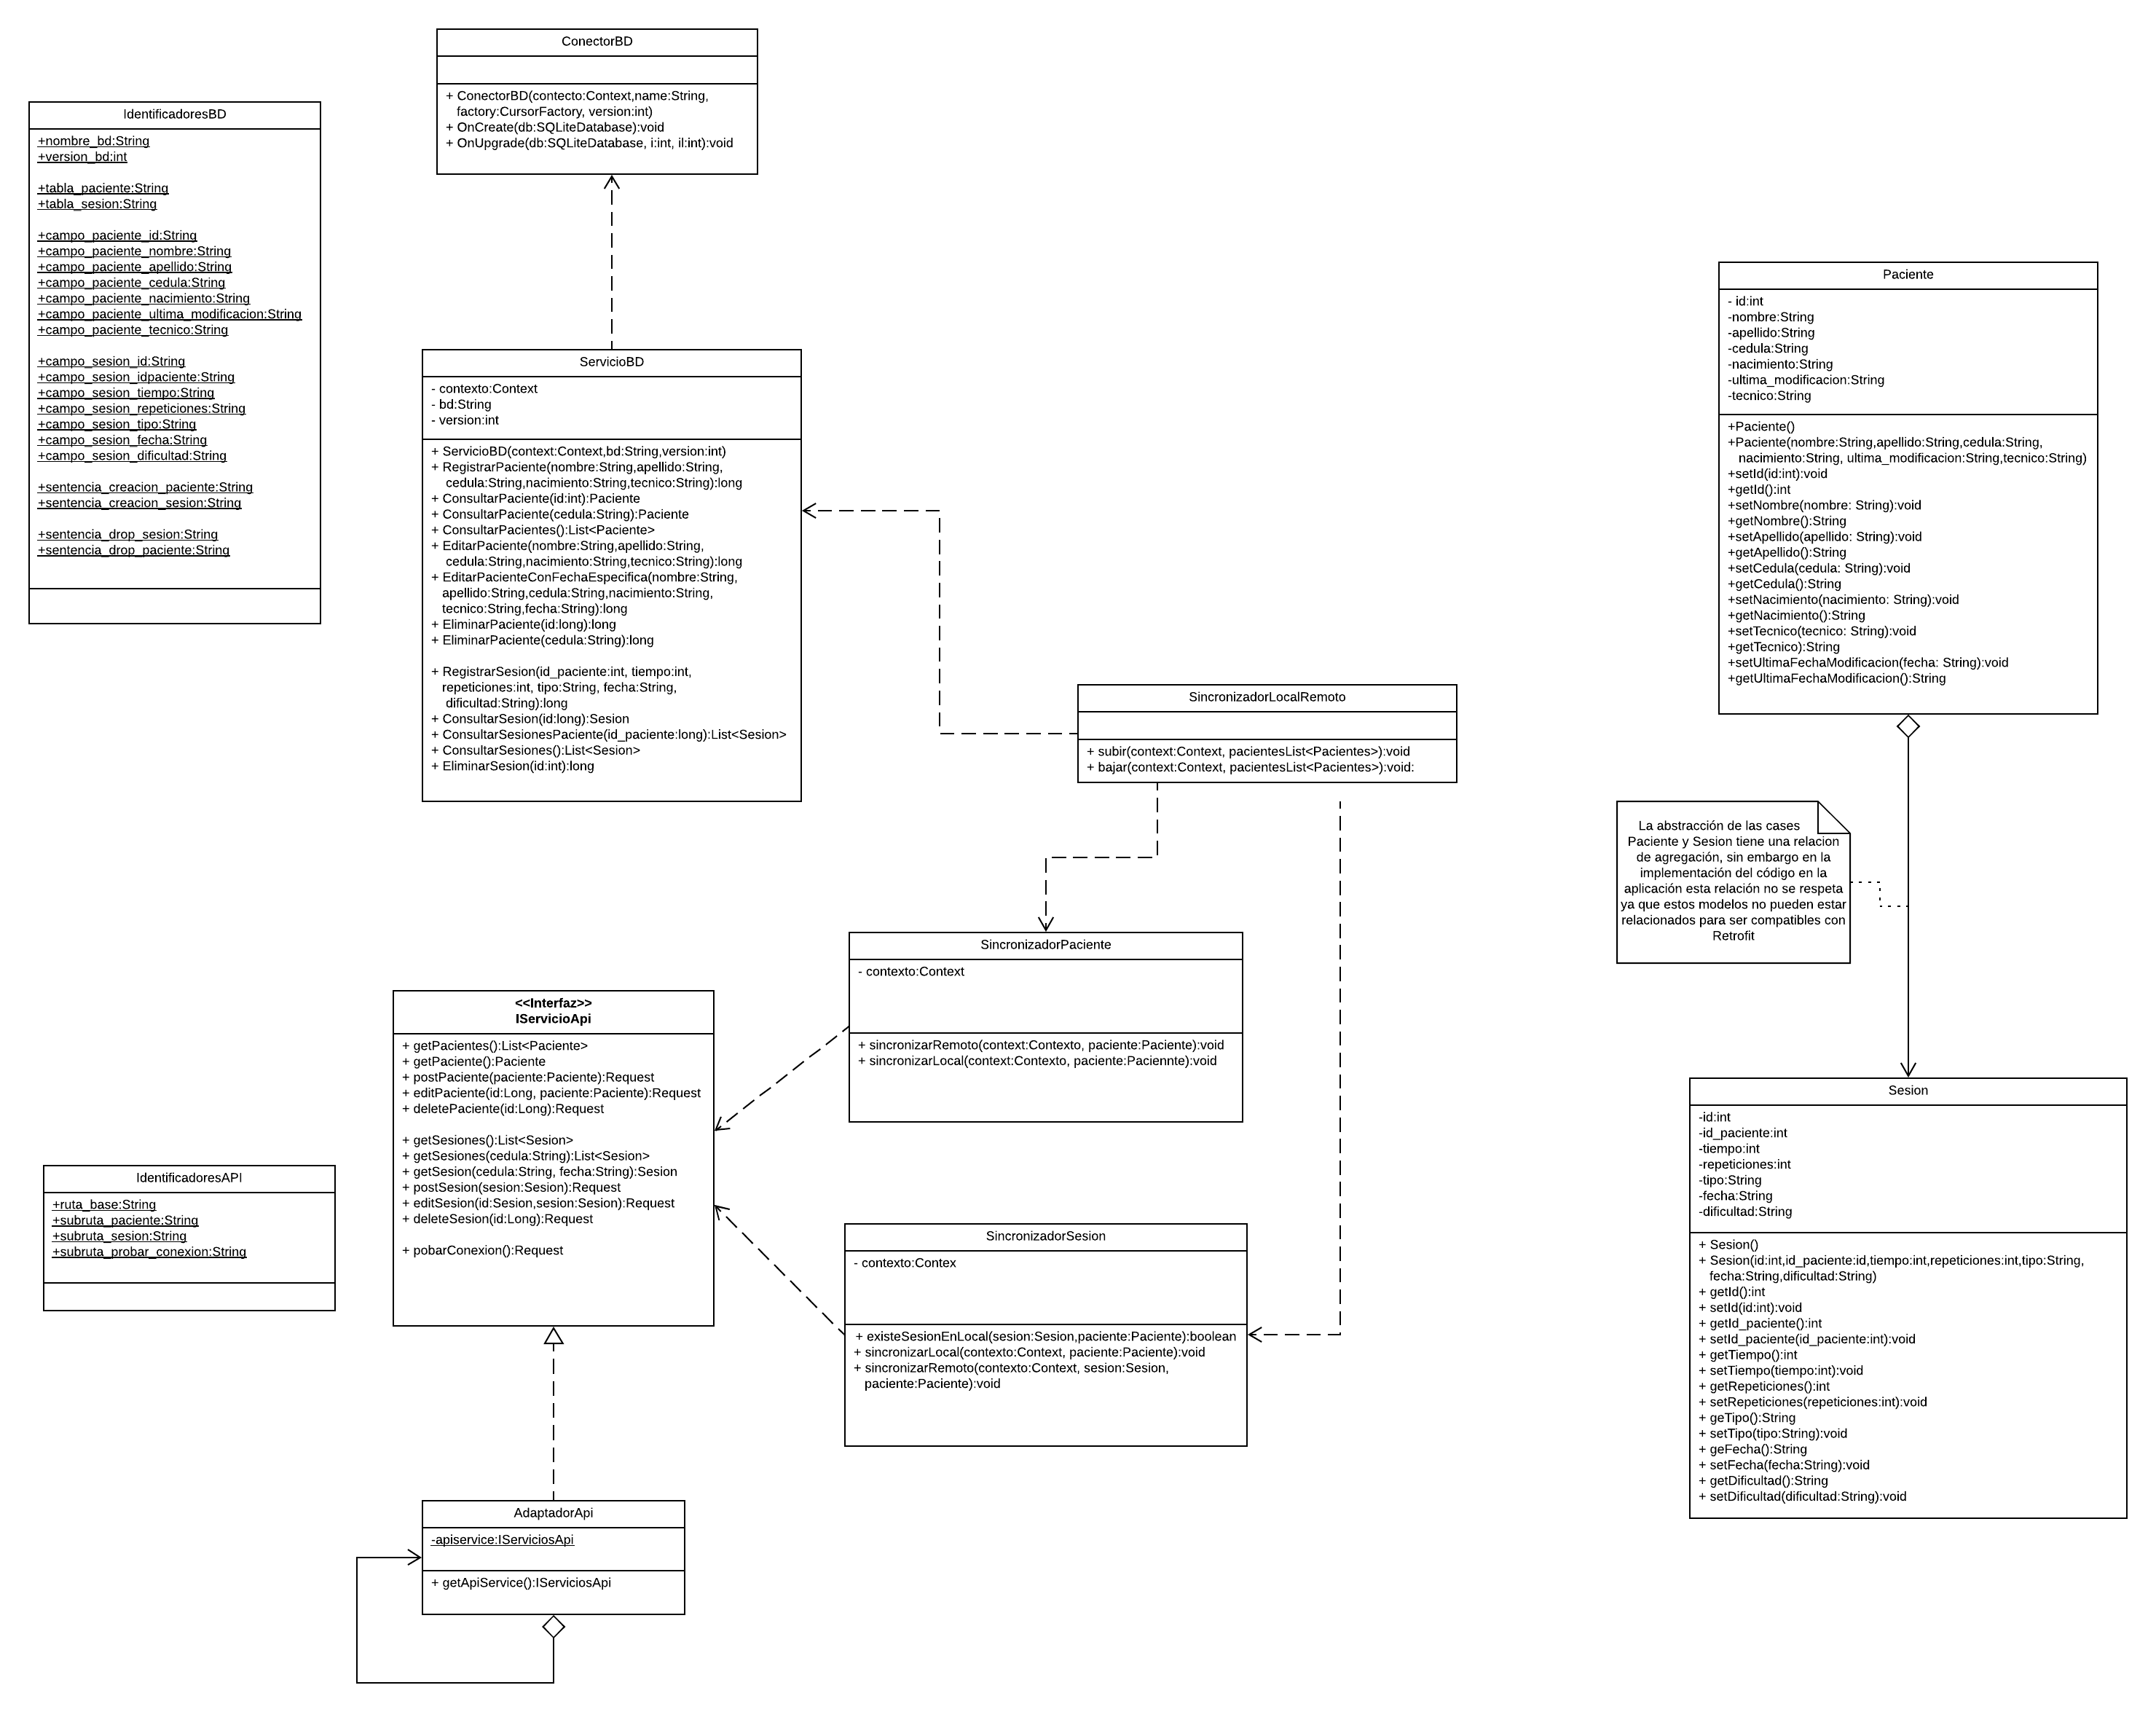 ConectorBD
+ ConectorBD(contecto:Context,name:String,
factory:CursorFactory, version:int)
+ OnCreate(db:SQLiteDatabase):void
+ OnUpgrade(db:SQLiteDatabase, i:int, il:int):void
IdentificadoresBD
+nombre_bd:String
+version_bd:int
+tabla_paciente:String
+tabla_sesion:String
+campo_paciente_id:String
+campo_paciente_nombre:String
+campo_paciente_apellido:String
+campo_paciente_cedula:String
+campo_paciente_nacimiento:String
+campo_paciente_ultima_modificacion:String
+campo_paciente_tecnico:String
+campo_sesion_id:String
+campo_sesion_idpaciente:String
+campo_sesion_tiempo:String
+campo_sesion_repeticiones:String
+campo_sesion_tipo:String
+campo_sesion_fecha:String
+campo_sesion_dificultad:String
+sentencia_creacion_paciente:String
+sentencia_creacion_sesion:String
+sentencia_drop_sesion:String
+sentencia_drop_paciente:String
ServicioBD
- contexto:Context
- bd:String
- version:int
+ ServicioBD(context:Context,bd:String,version:int)
+ RegistrarPaciente(nombre:String,apellido:String,
cedula:String,nacimiento:String,tecnico:String):long
+ ConsultarPaciente(id:int):Paciente
+ ConsultarPaciente(cedula:String):Paciente
+ ConsultarPacientes():List<Paciente>
+ EditarPaciente(nombre:String,apellido:String,
cedula:String,nacimiento:String,tecnico:String):long
+ EditarPacienteConFechaEspecifica(nombre:String,
apellido:String,cedula:String,nacimiento:String,
tecnico:String,fecha:String):long
+ EliminarPaciente(id:long):long
+ EliminarPaciente(cedula:String):long
+ RegistrarSesion(id_paciente:int, tiempo:int,
repeticiones:int, tipo:String, fecha:String,
dificultad:String):long
+ ConsultarSesion(id:long):Sesion
+ ConsultarSesionesPaciente(id_paciente:long):List<Sesion>
+ ConsultarSesiones():List<Sesion>
+ EliminarSesion(id:int):long
Paciente
- id:int
-nombre:String
-apellido:String
-cedula:String
-nacimiento:String
-ultima_modificacion:String
-tecnico:String
+Paciente()
+Paciente(nombre:String,apellido:String,cedula:String,
nacimiento:String, ultima_modificacion:String,tecnico:String)
+setId(id:int):void
+getId():int
+setNombre(nombre: String):void
+getNombre():String
+setApellido(apellido: String):void
+getApellido():String
+setCedula(cedula: String):void
+getCedula():String
+setNacimiento(nacimiento: String):void
+getNacimiento():String
+setTecnico(tecnico: String):void
+getTecnico):String
+setUltimaFechaModificacion(fecha: String):void
+getUltimaFechaModificacion():String
SincronizadorLocalRemoto
+ subir(context:Context, pacientesList<Pacientes>):void
+ bajar(context:Context, pacientesList<Pacientes>):void:
La abstracción de las cases
Paciente y Sesion tiene una relacion
de agregación, sin embargo en la
implementación del código en la
aplicación esta relación no se respeta
ya que estos modelos no pueden estar
relacionados para ser compatibles con
Retrofit
SincronizadorPaciente
- contexto:Context
+ sincronizarRemoto(context:Contexto, paciente:Paciente):void
+ sincronizarLocal(context:Contexto, paciente:Paciennte):void
<<Interfaz>>
IServicioApi
+ getPacientes():List<Paciente>
+ getPaciente():Paciente
+ postPaciente(paciente:Paciente):Request
+ editPaciente(id:Long, paciente:Paciente):Request
+ deletePaciente(id:Long):Request
+ getSesiones():List<Sesion>
+ getSesiones(cedula:String):List<Sesion>
+ getSesion(cedula:String, fecha:String):Sesion
+ postSesion(sesion:Sesion):Request
+ editSesion(id:Sesion,sesion:Sesion):Request
+ deleteSesion(id:Long):Request
+ pobarConexion():Request
IdentificadoresAPI
+ruta_base:String
+subruta_paciente:String
+subruta_sesion:String
+subruta_probar_conexion:String
SincronizadorSesion
- contexto:Contex
+ existeSesionEnLocal(sesion:Sesion,paciente:Paciente):boolean
+ sincronizarLocal(contexto:Context, paciente:Paciente):void
+ sincronizarRemoto(contexto:Context, sesion:Sesion,
paciente:Paciente):void
Sesion
-id:int
-id_paciente:int
-tiempo:int
-repeticiones:int
-tipo:String
-fecha:String
-dificultad:String
+ Sesion()
+ Sesion(id:int,id_paciente:id,tiempo:int,repeticiones:int,tipo:String,
fecha:String,dificultad:String)
+ getId():int
+ setId(id:int):void
+ getId_paciente():int
+ setId_paciente(id_paciente:int):void
+ getTiempo():int
+ setTiempo(tiempo:int):void
+ getRepeticiones():int
+ setRepeticiones(repeticiones:int):void
+ geTipo():String
+ setTipo(tipo:String):void
+ geFecha():String
+ setFecha(fecha:String):void
+ getDificultad():String
+ setDificultad(dificultad:String):void
AdaptadorApi
-apiservice:IServiciosApi
+ getApiService():IServiciosApi